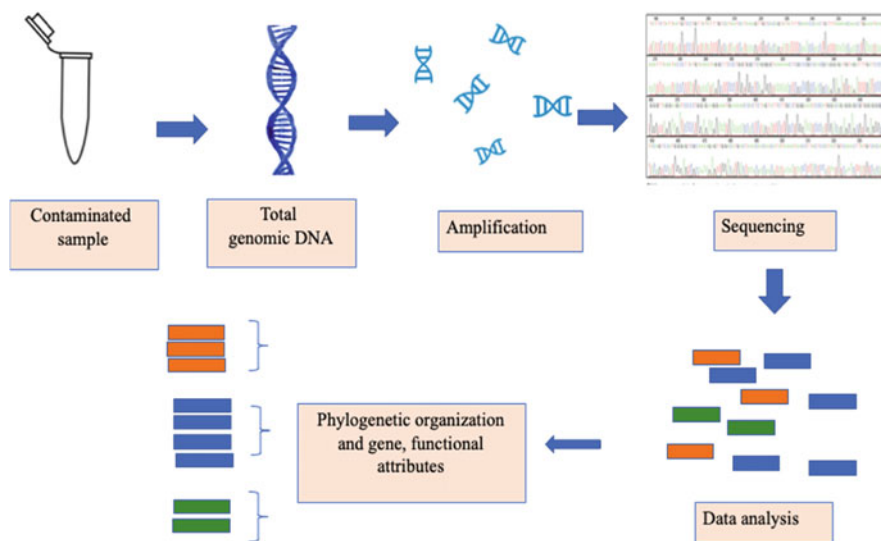 Contaminated
sample
Total
genomic DNA
Amplification
Sequencing
Phylogenetic organization
and gene, functional
attributes
Data analysis